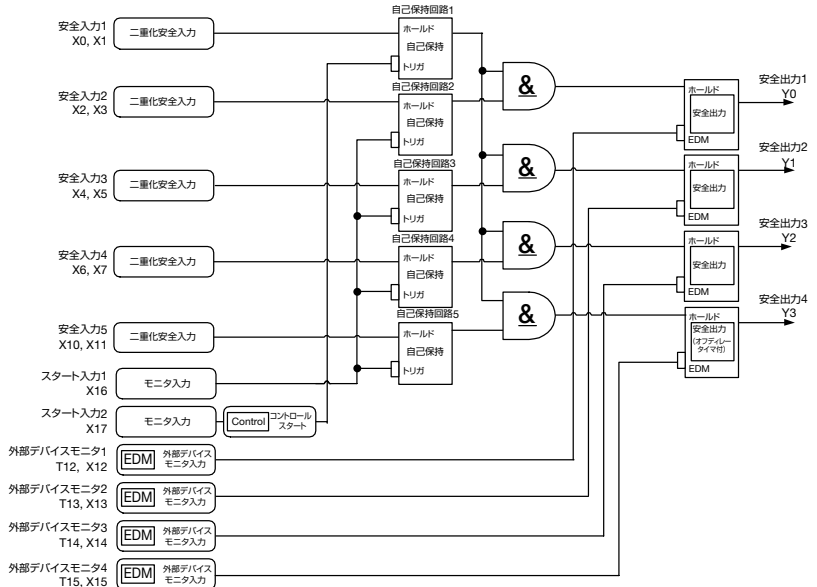 安全入力1
X0, X1
二重化安全入力
自己保持回路1
ホールド
自己保持
トリガ
安全入力2
X2, X3
二重化安全入力
自己保持回路2
ホールド
自己保持
トリガ
安全入力3
X4, X5
二重化安全入力
自己保持回路3
ホールド
自己保持
トリガ
安全入力4
X6, X7
二重化安全入力
自己保持回路4
ホールド
自己保持
トリガ
安全入力5
X10, X11
二重化安全入力
自己保持回路5
ホールド
自己保持
トリガ
&
&
&
&
ホールド
安全出力
EDM
安全出力1
Y0
ホールド
安全出力
EDM
安全出力2
Y1
ホールド
安全出力
EDM
安全出力3
Y2
ホールド
安全出力
(オフディレー
タイマ付)
EDM
安全出力4
Y3
スタート入力1
X16
モニタ入力
スタート入力2
X17
モニタ入力
Control
コントロール
スタート
外部デバイスモニタ1
T12, X12
EDM
外部デバイス
モニタ入力
外部デバイスモニタ2
T13, X13
EDM
外部デバイス
モニタ入力
外部デバイスモニタ3
T14, X14
EDM
外部デバイス
モニタ入力
外部デバイスモニタ4
T15, X15
EDM
外部デバイス
モニタ入力